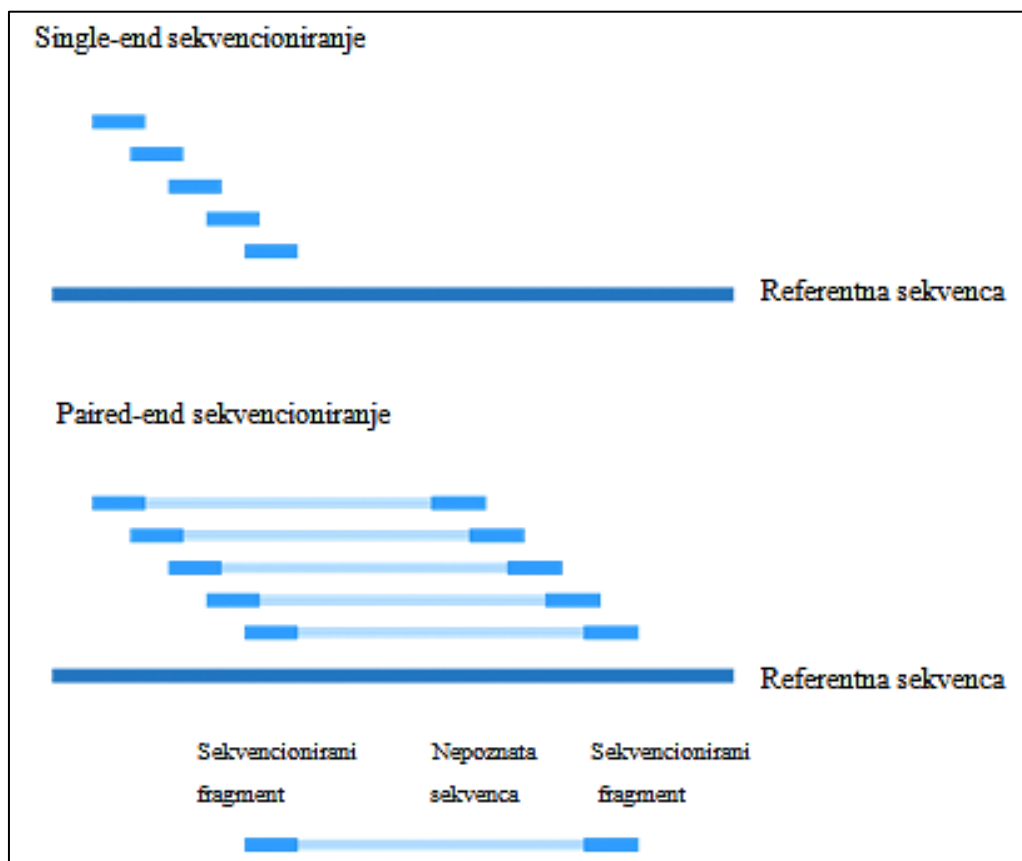 Single-end sekvencioniranje
Referentna sekvenca
Paired-end sekvencioniranje
Referentna sekvenca
Sekvencionirani Nepoznata Sekvencionirani
fragment sekvenca fragment